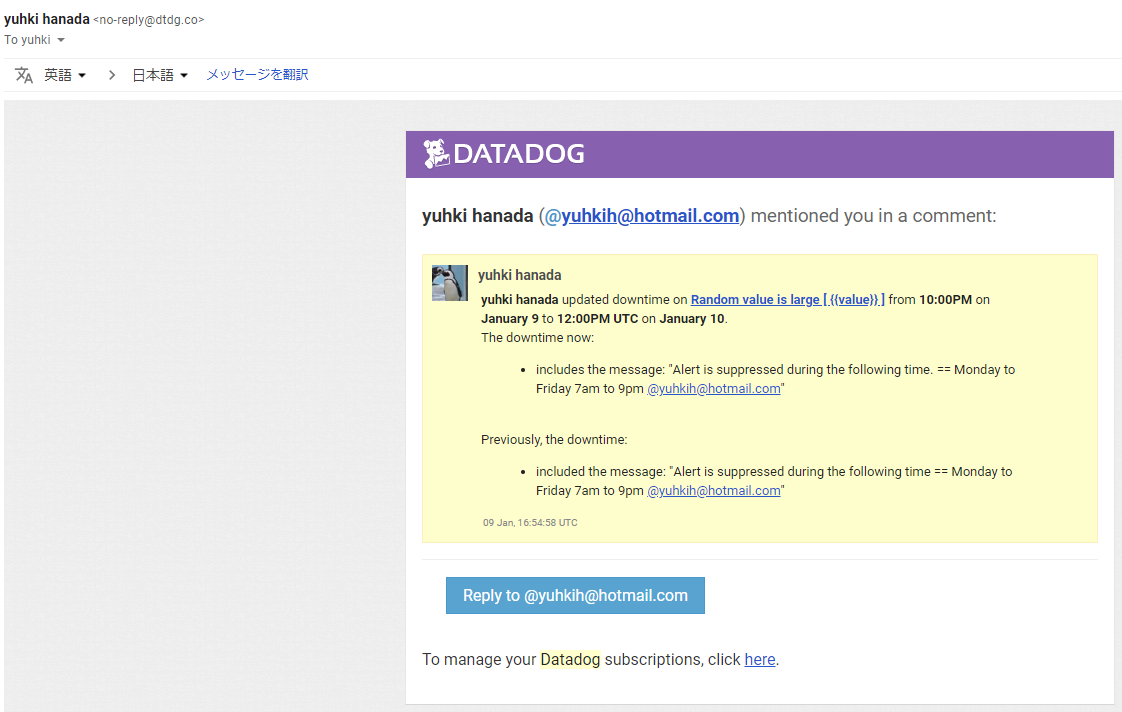 yuhki hanada <no-reply@dtdg.co>
To yuhki
英語 日本語 メッセージを翻訳
DATADOG
yuhki hanada (@yuhkih@hotmail.com) mentioned you in a comment:
yuhki hanada
yuhki hanada updated downtime on Random value is large [ {{value}} ] from 10:00PM on
January 9 to 12:00PM UTC on January 10.
The downtime now:
• includes the message: "Alert is suppressed during the following time. == Monday to
Friday 7am to 9pm @yuhkih@hotmail.com"
Previously, the downtime:
• included the message: "Alert is suppressed during the following time == Monday to
Friday 7am to 9pm @yuhkih@hotmail.com"
09 Jan, 16:54:58 UTC
Reply to @yuhkih@hotmail.com
To manage your Datadog subscriptions, click here.